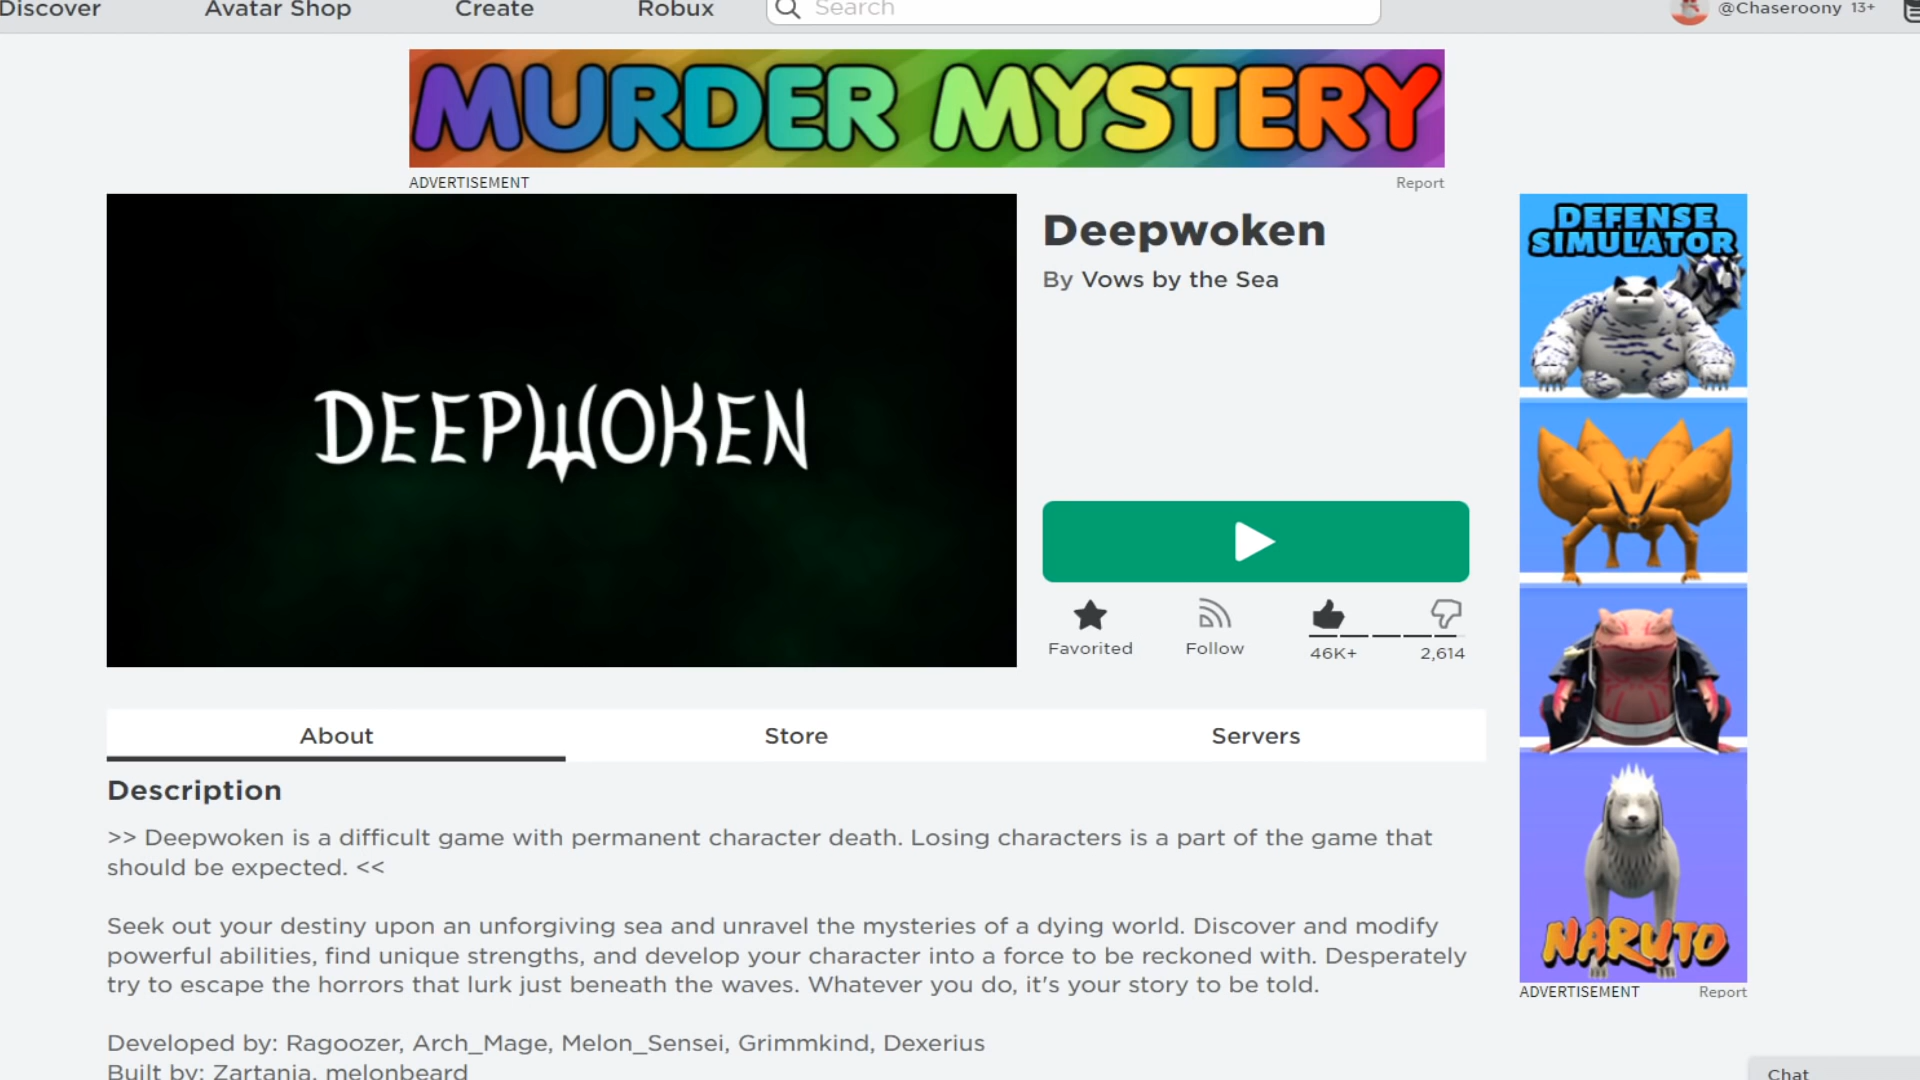 Discover
Avatar Shop
Create
Robux
Search
@Chaseroony 13+
MURDER MYSTERY
ADVERTISEMENT
Report
DEEPWOKEN
Deepwoken
By Vows by the Sea
Favorited
Follow
46K+
2,614
DEFENSE
SIMULATOR
NARUTO
ADVERTISEMENT
Report
About
Store
Servers
Description
>> Deepwoken is a difficult game with permanent character death. Losing characters is a part of the game that
should be expected. <<
Seek out your destiny upon an unforgiving sea and unravel the mysteries of a dying world. Discover and modify
powerful abilities, find unique strengths, and develop your character into a force to be reckoned with. Desperately
try to escape the horrors that lurk just beneath the waves. Whatever you do, it's your story to be told.
Developed by: Ragoozer, Arch_Mage, Melon_Sensei, Grimmkind, Dexerius
Built by: Zartania, melonbeard
Chat